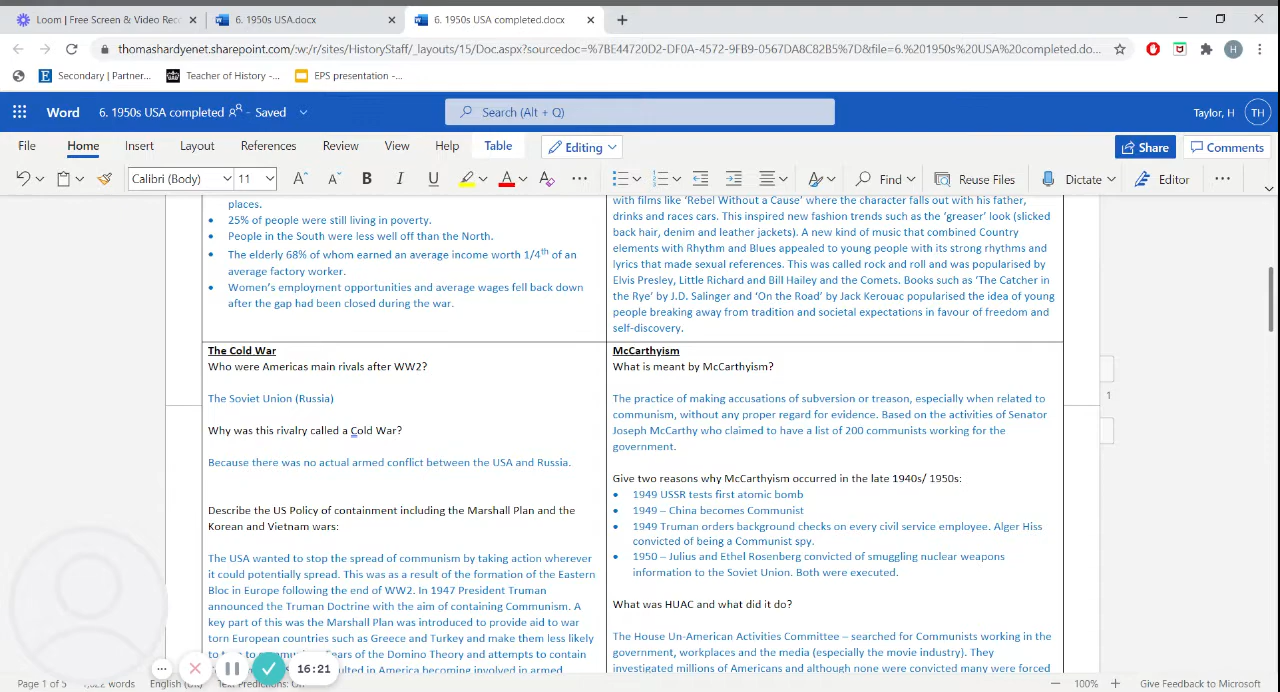 Loom | Free Screen & Video Rec
6. 1950s USA.docx
6. 1950s USA completed.docx
thomashardyenet.sharepoint.com/:w:/r/sites/HistoryStaff/_layouts/15/Doc.aspx?sourcedoc=%7BE44720D2-DF0A-4572-9FB9-0567DA8C82B5%7D&file=6.%201950s%20USA%20completed.do...
H
Secondary | Partner...
Teacher of History -...
EPS presentation -...
Word
6. 1950s USA completed
- Saved
Search (Alt + Q)
Taylor, H
TH
File
Home
Insert
Layout
References
Review
View
Help
Table
Editing
Share
Comments
Calibri (Body)
11
Find
Reuse Files
Dictate
Editor
places.
• 25% of people were still living in poverty.
• People in the South were less well off than the North.
• The elderly 68% of whom earned an average income worth 1/4th of an
average factory worker.
• Women's employment opportunities and average wages fell back down
after the gap had been closed during the war.
with films like 'Rebel Without a Cause' where the character falls out with his father,
drinks and races cars. This inspired new fashion trends such as the 'greaser' look (slicked
back hair, denim and leather jackets). A new kind of music that combined Country
elements with Rhythm and Blues appealed to young people with its strong rhythms and
lyrics that made sexual references. This was called rock and roll and was popularised by
Elvis Presley, Little Richard and Bill Hailey and the Comets. Books such as 'The Catcher in
the Rye' by J.D. Salinger and 'On the Road' by Jack Kerouac popularised the idea of young
people breaking away from tradition and societal expectations in favour of freedom and
self-discovery.
The Cold War
Who were Americas main rivals after WW2?
The Soviet Union (Russia)
Why was this rivalry called a Cold War?
Because there was no actual armed conflict between the USA and Russia.
Describe the US Policy of containment including the Marshall Plan and the
Korean and Vietnam wars:
The USA wanted to stop the spread of communism by taking action wherever
it could potentially spread. This was as a result of the formation of the Eastern
Bloc in Europe following the end of WW2. In 1947 President Truman
announced the Truman Doctrine with the aim of containing Communism. A
key part of this was the Marshall Plan was introduced to provide aid to war
torn European countries such as Greece and Turkey and make them less likely
ears of the Domino Theory and attempts to contain
ulted in America becoming involved in armed
McCarthyism
What is meant by McCarthyism?
The practice of making accusations of subversion or treason, especially when related to
communism, without any proper regard for evidence. Based on the activities of Senator
Joseph McCarthy who claimed to have a list of 200 communists working for the
government.
Give two reasons why McCarthyism occurred in the late 1940s/ 1950s:
• 1949 USSR tests first atomic bomb
• 1949 – China becomes Communist
• 1949 Truman orders background checks on every civil service employee. Alger Hiss
convicted of being a Communist spy.
• 1950 – Julius and Ethel Rosenberg convicted of smuggling nuclear weapons
information to the Soviet Union. Both were executed.
What was HUAC and what did it do?
The House Un-American Activities Committee – searched for Communists working in the
government, workplaces and the media (especially the movie industry). They
investigated millions of Americans and although none were convicted many were forced
1
16:21
Page 1 of 5
words
English (
100%
Give Feedback to Microsoft